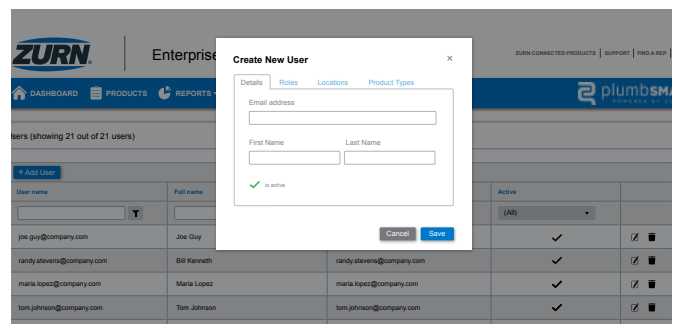 ZURN
Enterprise
ZURN CONNECTED PRODUCTS | SUPPORT | FIND A REP |
DASHBOARD PRODUCTS REPORTS
plumbSMA
POWERED BY
sers (showing 21 out of 21 users)
+ Add User
User name Full name Active
(All)
joe.guy@company.com Joe Guy
randy.stevens@company.com Bill Kenneth randy.stevens@company.com
maria.lopez@company.com Maria Lopez maria.lopez@company.com
tom.johnson@company.com Tom Johnson tom.johnson@company.com
Create New User ×
Details Roles Locations Product Types
Email address
First Name Last Name
is active
Cancel Save